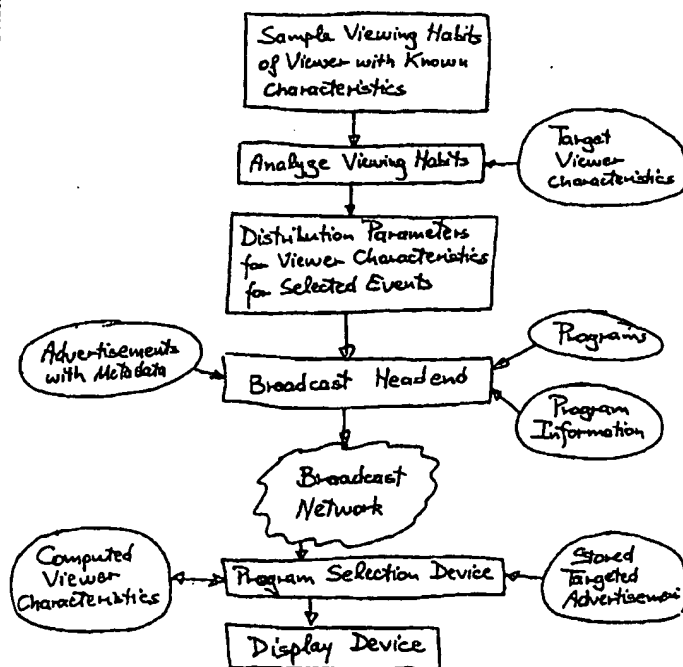 Sample Viewing Habits
of Viewer with Known
Characteristics
Analyze Viewing Habits
Target
Viewer
Characteristics
Distribution Parameters
for Viewer Characteristics
for Selected Events
Advertisements
with Metadata
Broadcast Headend
Programs
Program
Information
Broadcast
Network
Computed
Viewer
Characteristics
Program Selection Device
Stored
Targeted
Advertisement
Display Device